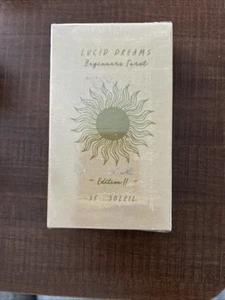 LUCID DREAMS
Beginners Tarot
- Edition II -
SOLEIL